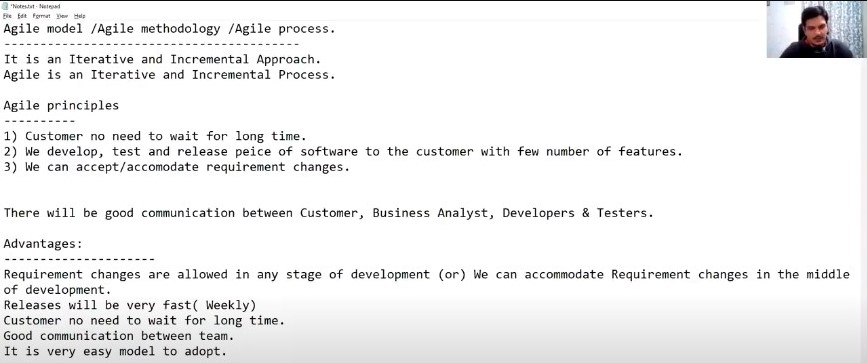 *Notes.txt - Notepad
File Edit Format View Help
Agile model /Agile methodology /Agile process.
-----------------------------------------
It is an Iterative and Incremental Approach.
Agile is an Iterative and Incremental Process.
Agile principles
----------
1) Customer no need to wait for long time.
2) We develop, test and release peice of software to the customer with few number of features.
3) We can accept/accomodate requirement changes.
There will be good communication between Customer, Business Analyst, Developers & Testers.
Advantages:
---------------------
Requirement changes are allowed in any stage of development (or) We can accommodate Requirement changes in the middle
of development.
Releases will be very fast( Weekly)
Customer no need to wait for long time.
Good communication between team.
It is very easy model to adopt.